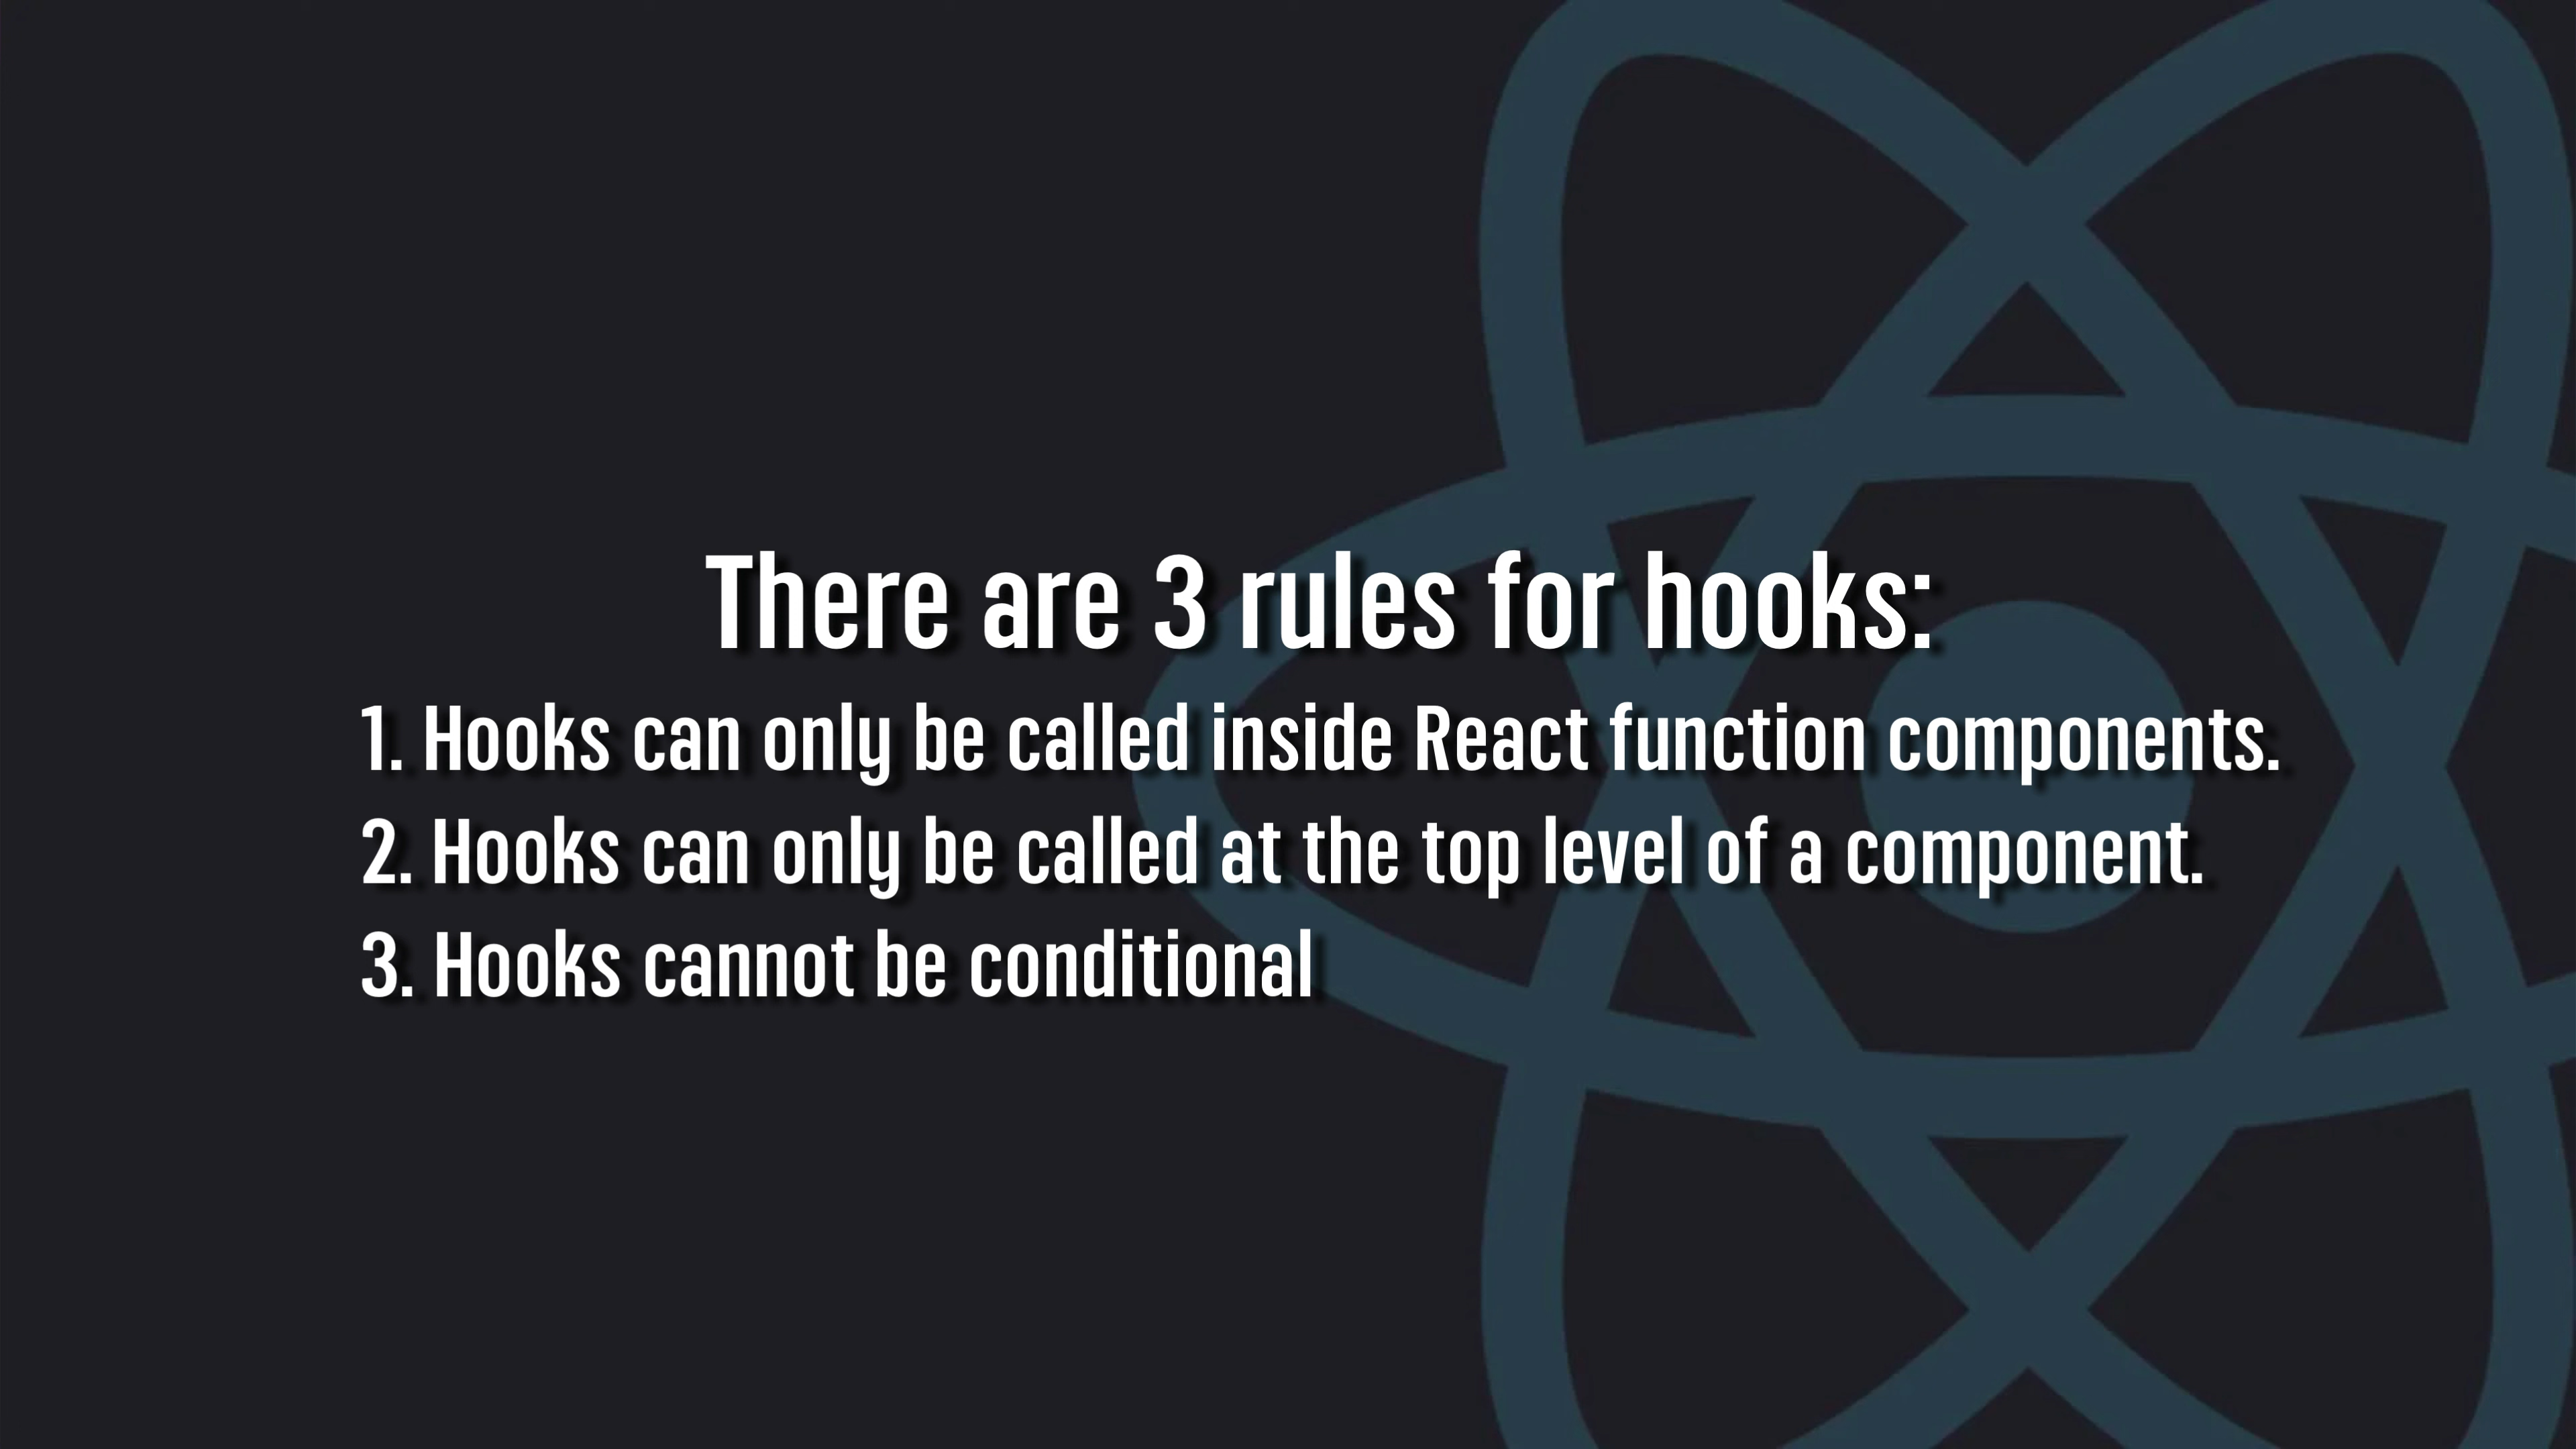 There are 3 rules for hooks:
1. Hooks can only be called inside React function components.
2. Hooks can only be called at the top level of a component.
3. Hooks cannot be conditional